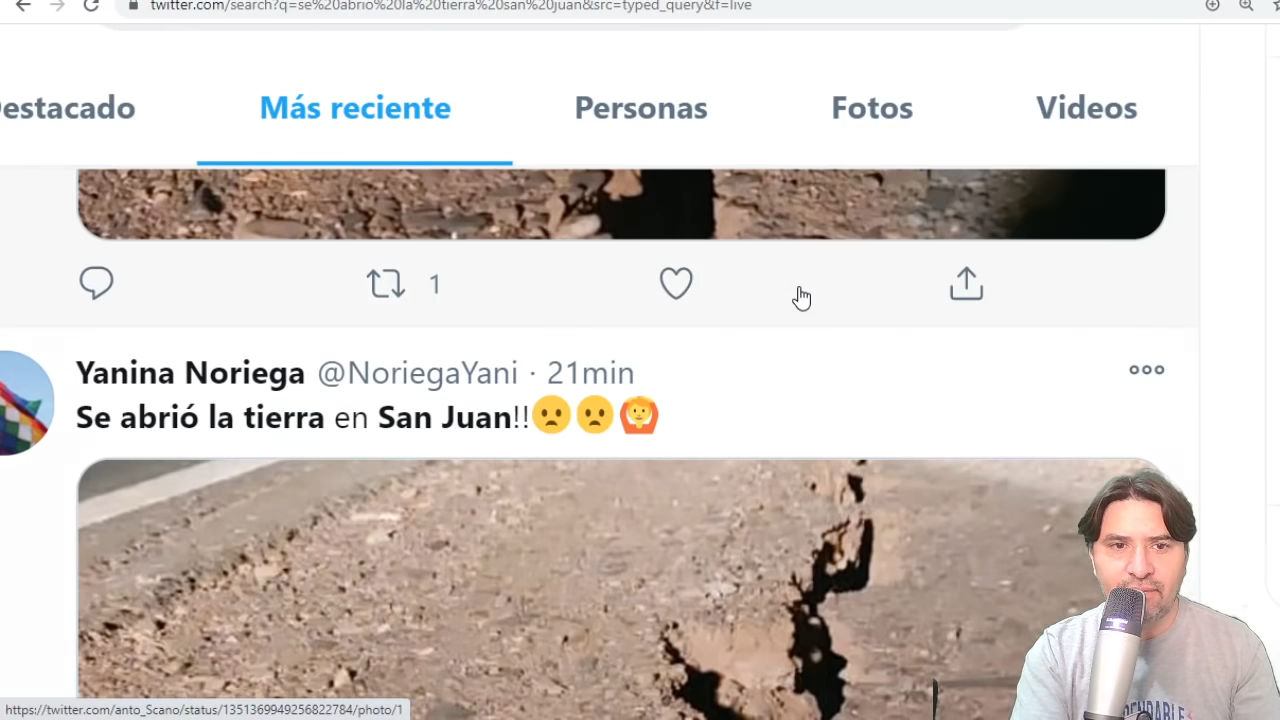 twitter.com/search?q=se%20abrio%20la%20tierra%20san%20juan&src=typed_query&f=live
Destacado Más reciente Personas Fotos Videos
1
Yanina Noriega @NoriegaYani · 21min
Se abrió la tierra en San Juan!!😦😦🙆
https://twitter.com/anto_Scano/status/1351369949256822784/photo/1